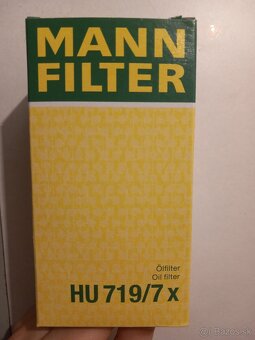 MANN
FILTER
Ölfilter
Oil filter
HU 719/7 x